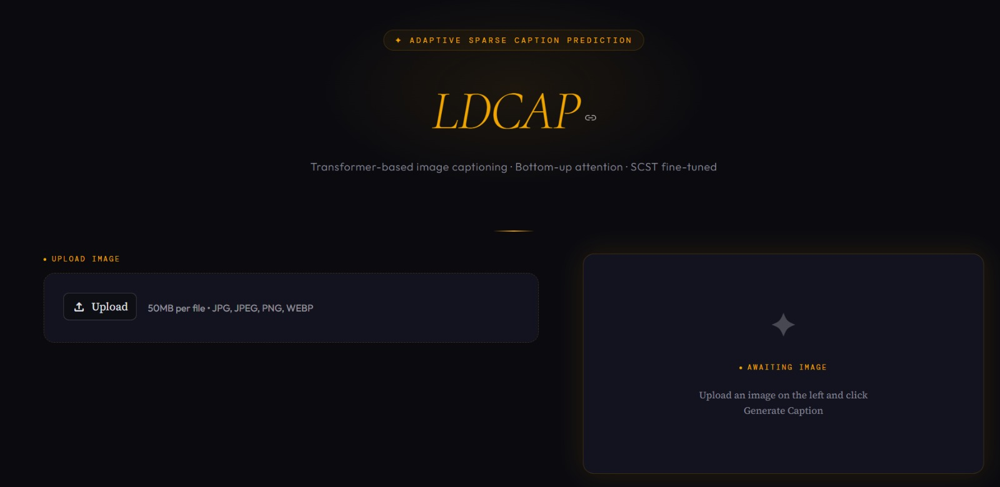 ✦ ADAPTIVE SPARSE CAPTION PREDICTION
LDCAP
Transformer-based image captioning · Bottom-up attention · SCST fine-tuned
• UPLOAD IMAGE
Upload
50MB per file • JPG, JPEG, PNG, WEBP
• AWAITING IMAGE
Upload an image on the left and click
Generate Caption